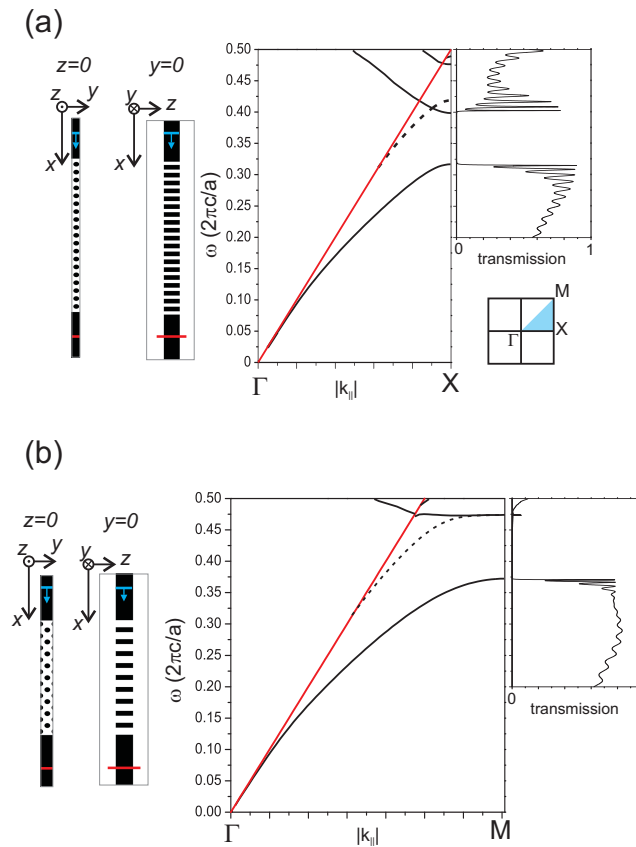 (a)
z=0
y=0
z
y
x
y
z
x
ω (2πc/a)
0.50
0.45
0.40
0.35
0.30
0.25
0.20
0.15
0.10
0.05
0
Γ
|k∥|
X
0
1
transmission
M
Γ
X
(b)
z=0
y=0
z
y
x
y
z
x
ω (2πc/a)
0.50
0.45
0.40
0.35
0.30
0.25
0.20
0.15
0.10
0.05
0.00
Γ
|k∥|
M
0
transmission